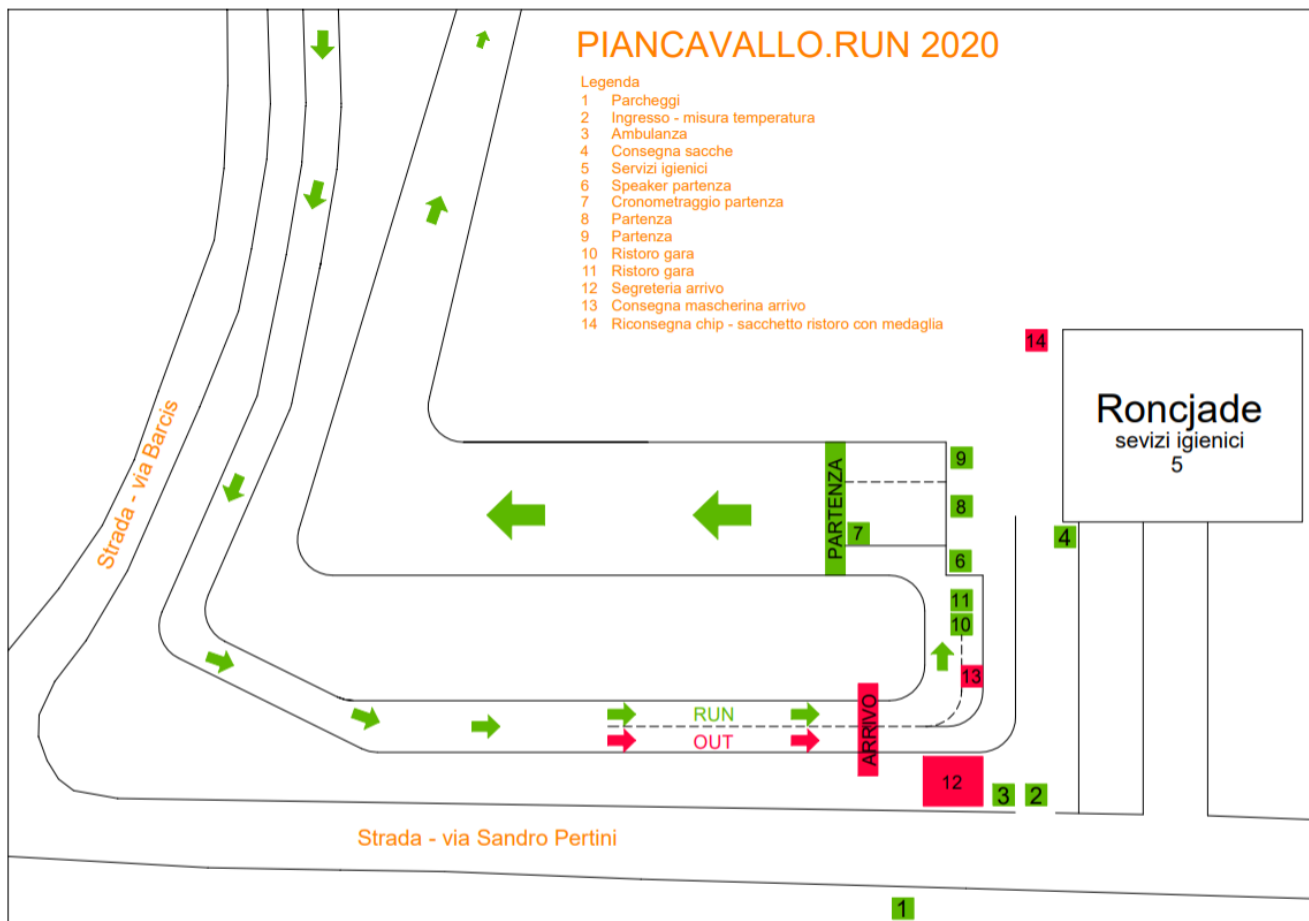 PIANCAVALLO.RUN 2020
Legenda
1 Parcheggi
2 Ingresso - misura temperatura
3 Ambulanza
4 Consegna sacche
5 Servizi igienici
6 Speaker partenza
7 Cronometraggio partenza
8 Partenza
9 Partenza
10 Ristoro gara
11 Ristoro gara
12 Segreteria arrivo
13 Consegna mascherina arrivo
14 Riconsegna chip - sacchetto ristoro con medaglia
14
Roncjade
sevizi igienici
5
Strada - via Barcis
PARTENZA
9
8
7
4
6
11
10
13
RUN
OUT
ARRIVO
12
3
2
Strada - via Sandro Pertini
1